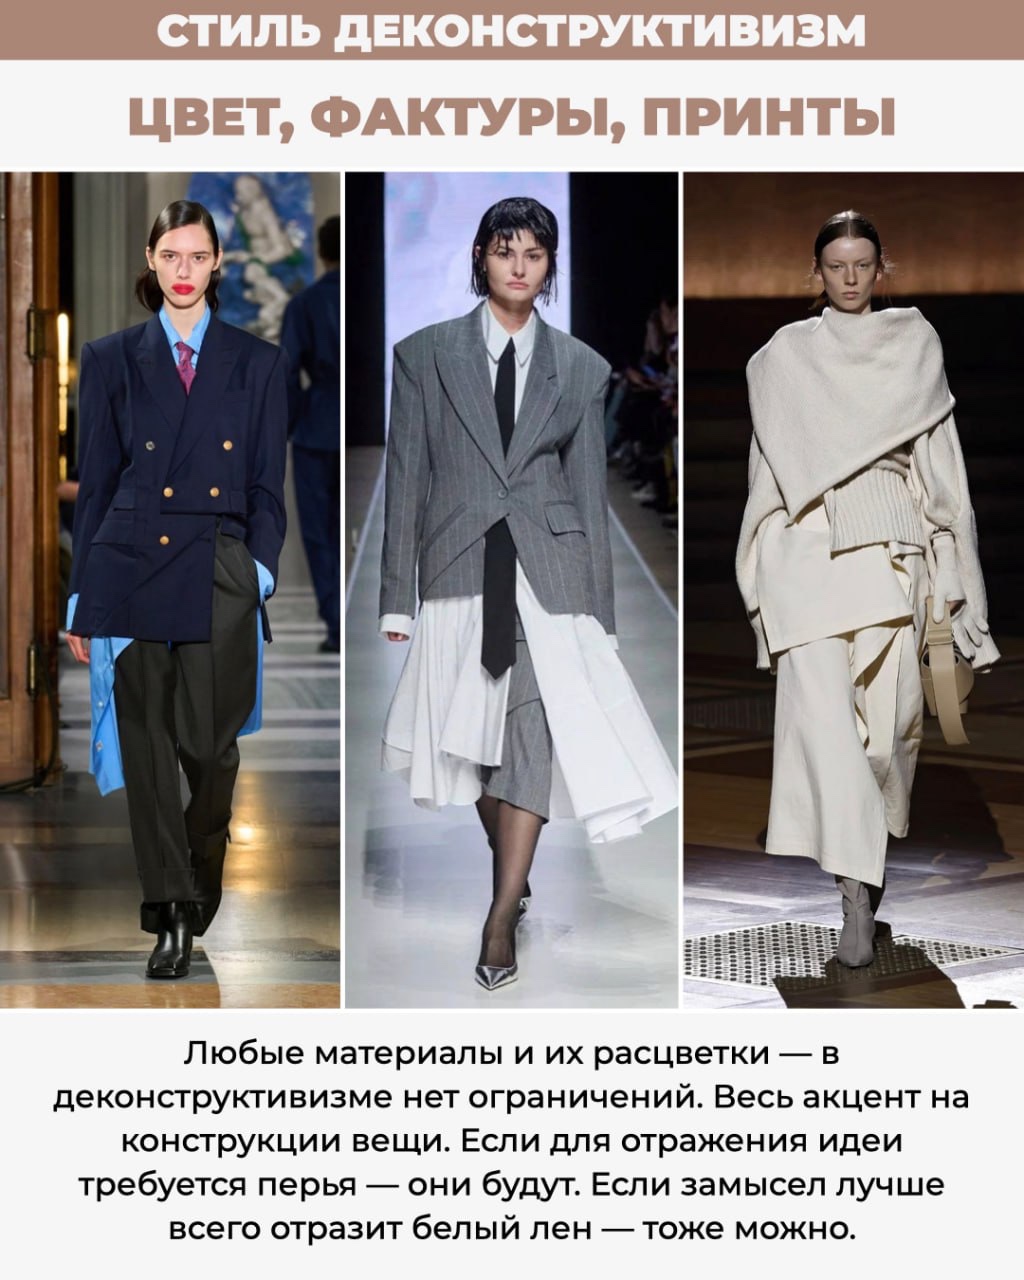 СТИЛЬ ДЕКОНСТРУКТИВИЗМ
ЦВЕТ, ФАКТУРЫ, ПРИНТЫ
Любые материалы и их расцветки — в
деконструктивизме нет ограничений. Весь акцент на
конструкции вещи. Если для отражения идеи
требуется перья — они будут. Если замысел лучше
всего отразит белый лен — тоже можно.